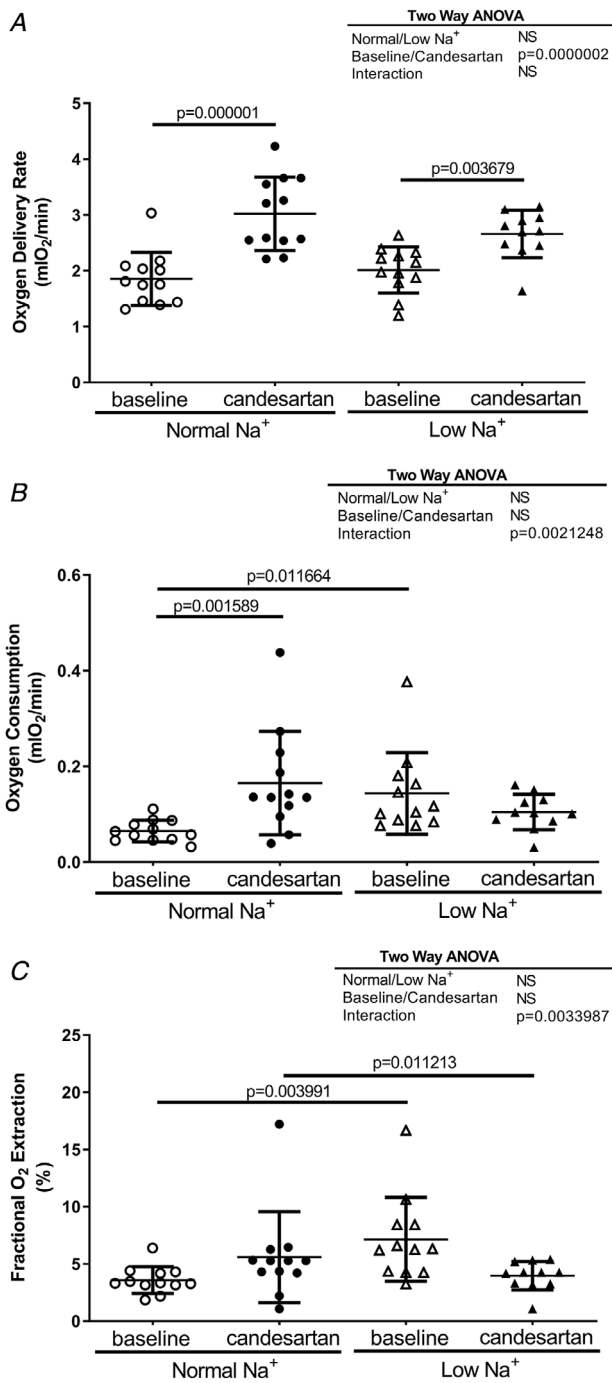 A
Two Way ANOVA
Normal/Low Na⁺ NS
Baseline/Candesartan p=0.0000002
Interaction NS
p=0.000001
p=0.003679
Oxygen Delivery Rate
(mlO₂/min)
5
4
3
2
1
0
baseline candesartan baseline candesartan
Normal Na⁺ Low Na⁺
B
Two Way ANOVA
Normal/Low Na⁺ NS
Baseline/Candesartan NS
Interaction p=0.0021248
p=0.011664
p=0.001589
Oxygen Consumption
(mlO₂/min)
0.6
0.4
0.2
0.0
baseline candesartan baseline candesartan
Normal Na⁺ Low Na⁺
C
Two Way ANOVA
Normal/Low Na⁺ NS
Baseline/Candesartan NS
Interaction p=0.0033987
p=0.011213
p=0.003991
Fractional O₂ Extraction
(%)
25
20
15
10
5
0
baseline candesartan baseline candesartan
Normal Na⁺ Low Na⁺